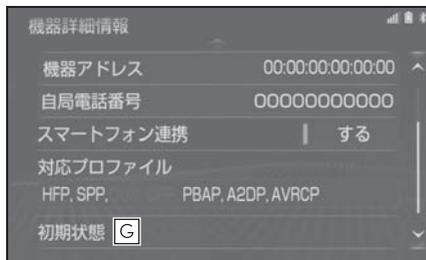 機器詳細情報
機器アドレス 00:00:00:00:00:00
自局電話番号 00000000000
スマートフォン連携 する
対応プロファイル
HFP, SPP, PBAP, A2DP, AVRCP
初期状態 G